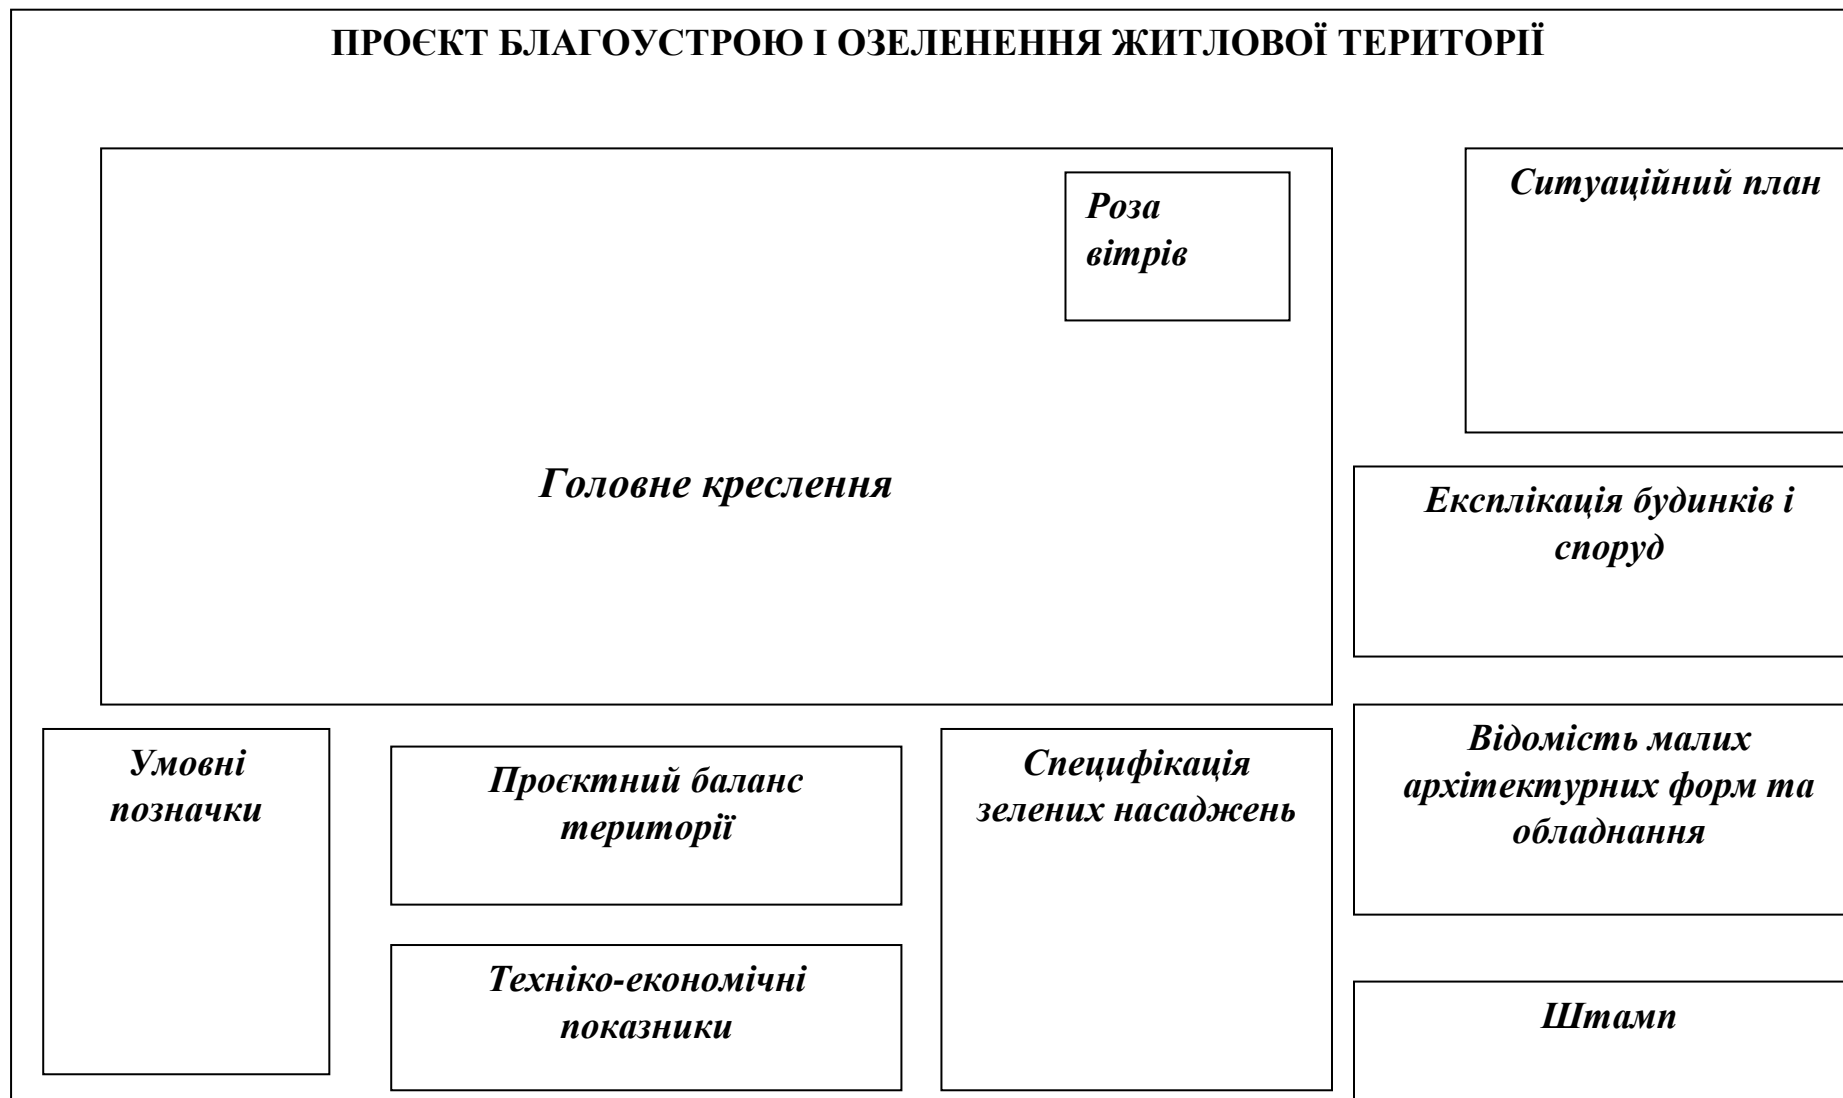 ПРОЄКТ БЛАГОУСТРОЮ І ОЗЕЛЕНЕННЯ ЖИТЛОВОЇ ТЕРИТОРІЇ
Роза
вітрів
Ситуаційний план
Головне креслення
Експлікація будинків і
споруд
Умовні
позначки
Проєктний баланс
території
Специфікація
зелених насаджень
Відомість малих
архітектурних форм та
обладнання
Техніко-економічні
показники
Штамп